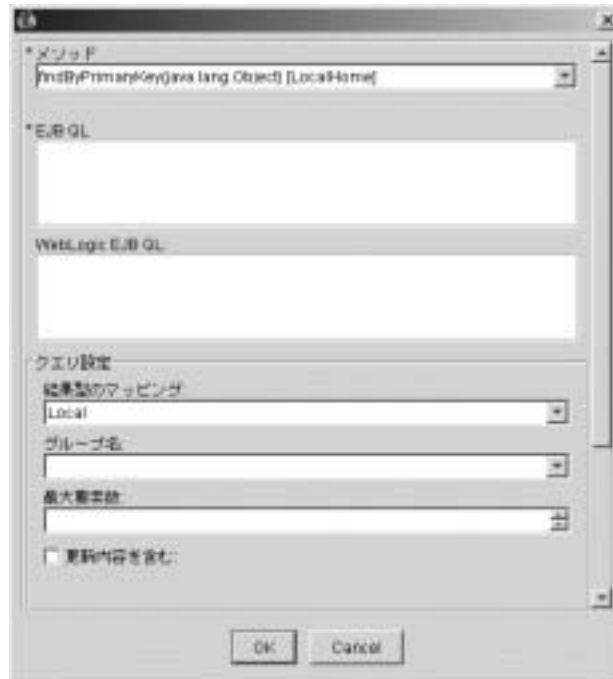 *メソッド
findByPrimaryKey(java.lang.Object) [LocalHome]
*EJB QL
WebLogic EJB QL
クエリ設定
結果型のマッピング:
Local
グループ名:
最大要素数:
更新内容を含む:
OK
Cancel